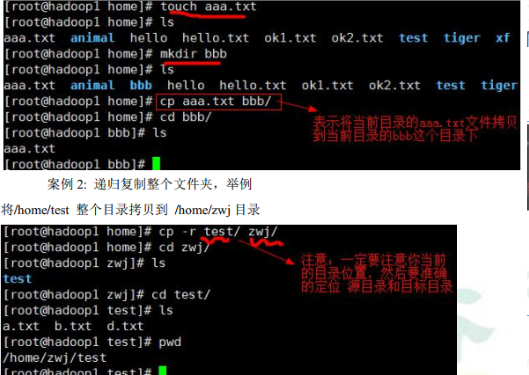 [root@hadoop1 home]# touch aaa.txt
[root@hadoop1 home]# ls
aaa.txt animal hello hello.txt ok1.txt ok2.txt test tiger xf
[root@hadoop1 home]# mkdir bbb
[root@hadoop1 home]# ls
aaa.txt animal bbb hello hello.txt ok1.txt ok2.txt test tiger
[root@hadoop1 home]# cp aaa.txt bbb/
[root@hadoop1 home]# cd bbb/
[root@hadoop1 bbb]# ls
aaa.txt
[root@hadoop1 bbb]#
表示将当前目录的aaa.txt文件拷贝
到当前目录的bbb这个目录下
案例 2: 递归复制整个文件夹，举例
将/home/test 整个目录拷贝到 /home/zwj 目录
[root@hadoop1 home]# cp -r test/ zwj/
[root@hadoop1 home]# cd zwj/
[root@hadoop1 zwj]# ls
test
[root@hadoop1 zwj]# cd test/
[root@hadoop1 test]# ls
a.txt b.txt d.txt
[root@hadoop1 test]# pwd
/home/zwj/test
[root@hadoop1 test]#
注意，一定要注意你当前
的目录位置，然后要准确
的定位 源目录和目标目录